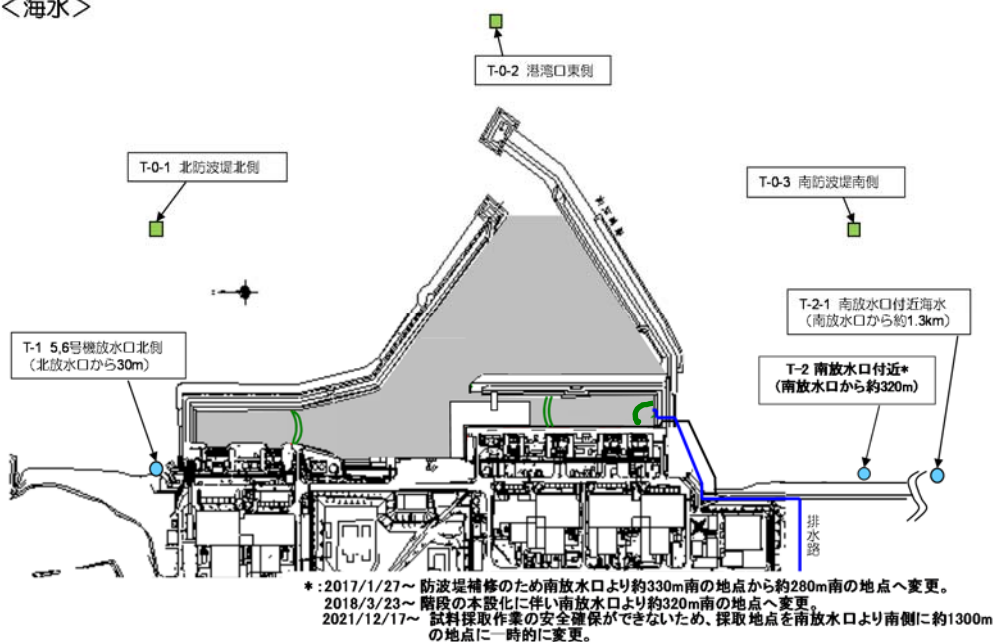 ＜海水＞
T-0-2 港湾口東側
T-0-1 北防波堤北側
T-0-3 南防波堤南側
T-2-1 南放水口付近海水
（南放水口から約1.3km）
T-1 5,6号機放水口北側
（北放水口から30m）
T-2 南放水口付近*
(南放水口から約320m)
排水路
*:2017/1/27～ 防波堤補修のため南放水口より約330m南の地点から約280m南の地点へ変更。
2018/3/23～ 階段の本設化に伴い南放水口より約320m南の地点へ変更。
2021/12/17～ 試料採取作業の安全確保ができないため、採取地点を南放水口より南側に約1300m
の地点に一時的に変更。